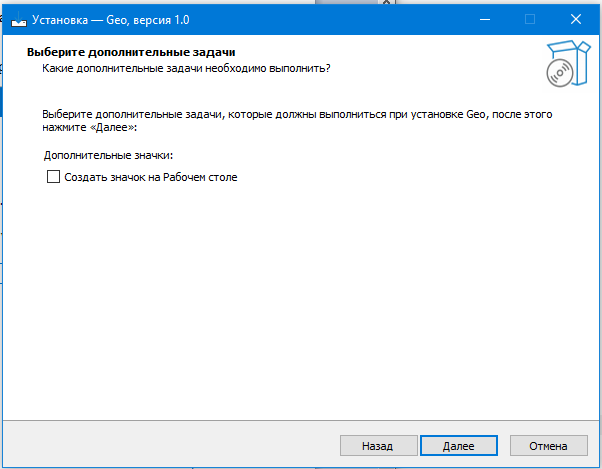 Установка — Geo, версия 1.0
Выберите дополнительные задачи
Какие дополнительные задачи необходимо выполнить?
Выберите дополнительные задачи, которые должны выполниться при установке Geo, после этого
нажмите «Далее»:
Дополнительные значки:
Создать значок на Рабочем столе
Назад Далее Отмена